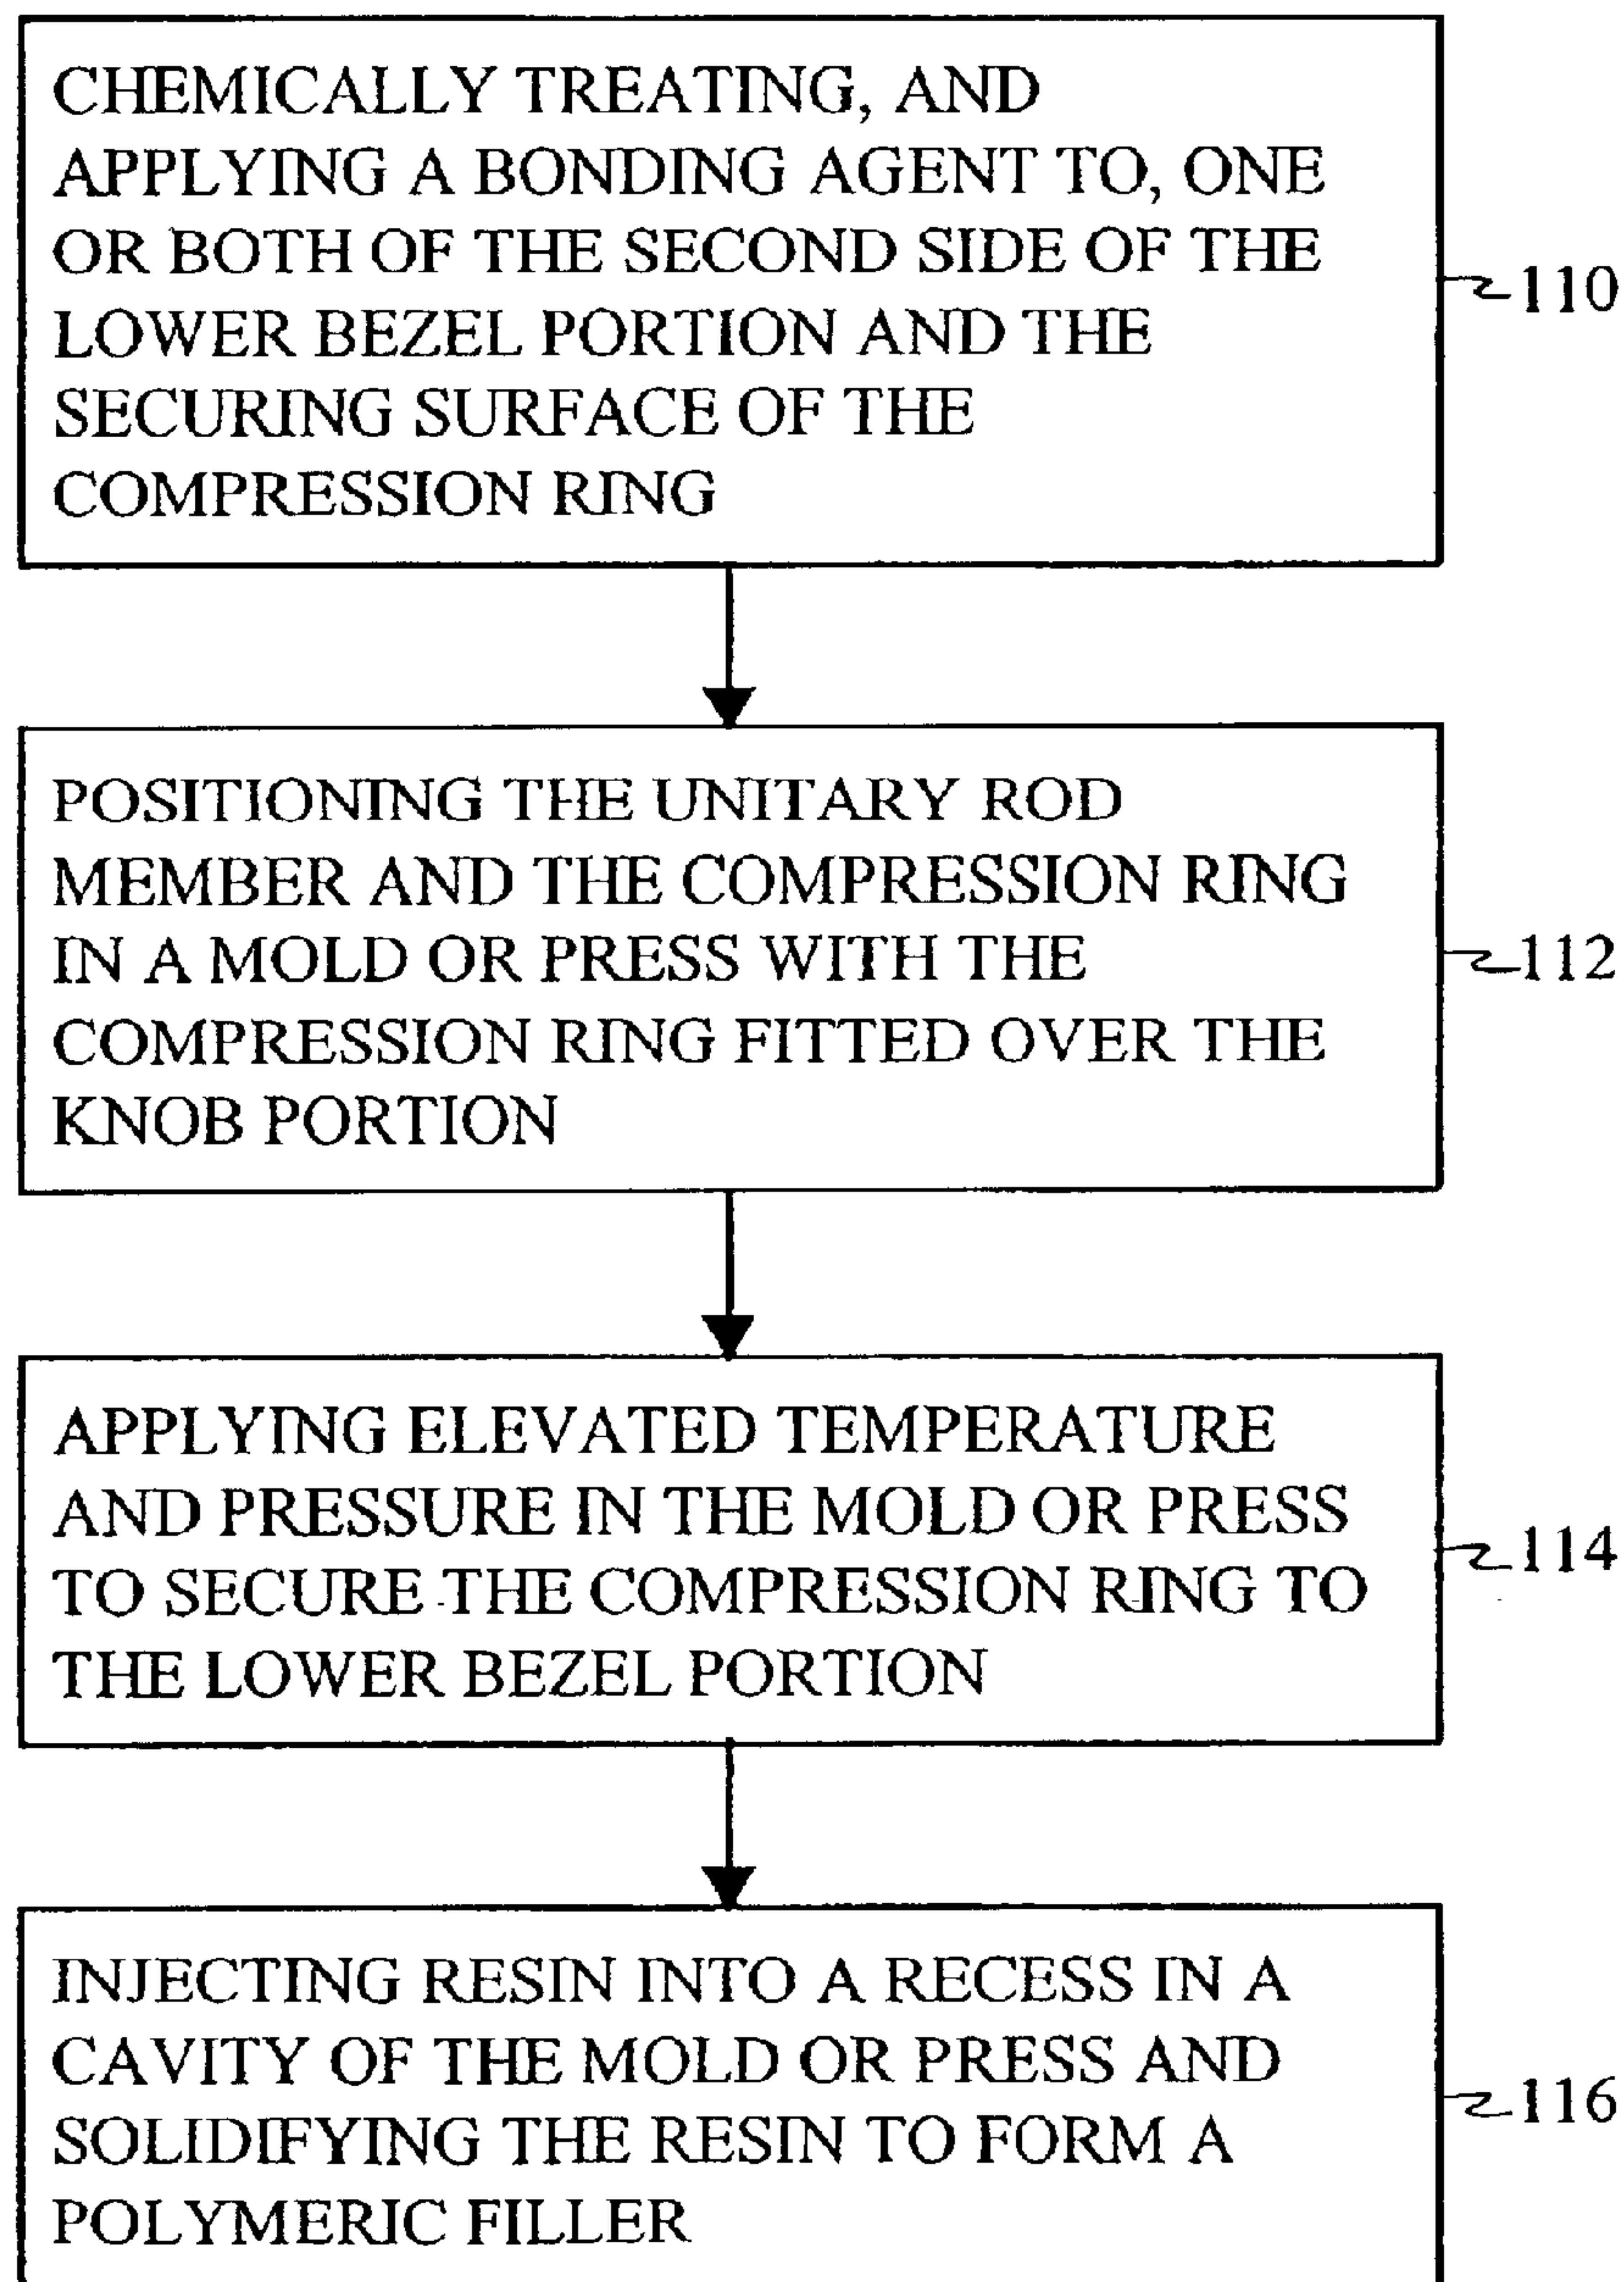 CHEMICALLY TREATING, AND
APPLYING A BONDING AGENT TO, ONE
OR BOTH OF THE SECOND SIDE OF THE
LOWER BEZEL PORTION AND THE
SECURING SURFACE OF THE
COMPRESSION RING
110
POSITIONING THE UNITARY ROD
MEMBER AND THE COMPRESSION RING
IN A MOLD OR PRESS WITH THE
COMPRESSION RING FITTED OVER THE
KNOB PORTION
112
APPLYING ELEVATED TEMPERATURE
AND PRESSURE IN THE MOLD OR PRESS
TO SECURE THE COMPRESSION RING TO
THE LOWER BEZEL PORTION
114
INJECTING RESIN INTO A RECESS IN A
CAVITY OF THE MOLD OR PRESS AND
SOLIDIFYING THE RESIN TO FORM A
POLYMERIC FILLER
116